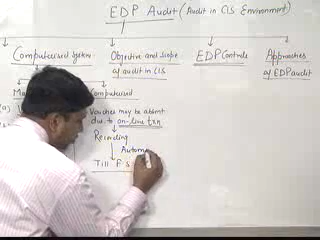 EDP Audit (Audit in CIS Environment)
Computerised System
Objective and Scope
of audit in CIS
EDP Controls
Approaches
of EDP audit
Computerised
Vouches may be absent
due to on-line txn
Recording
Autom
Till F.S